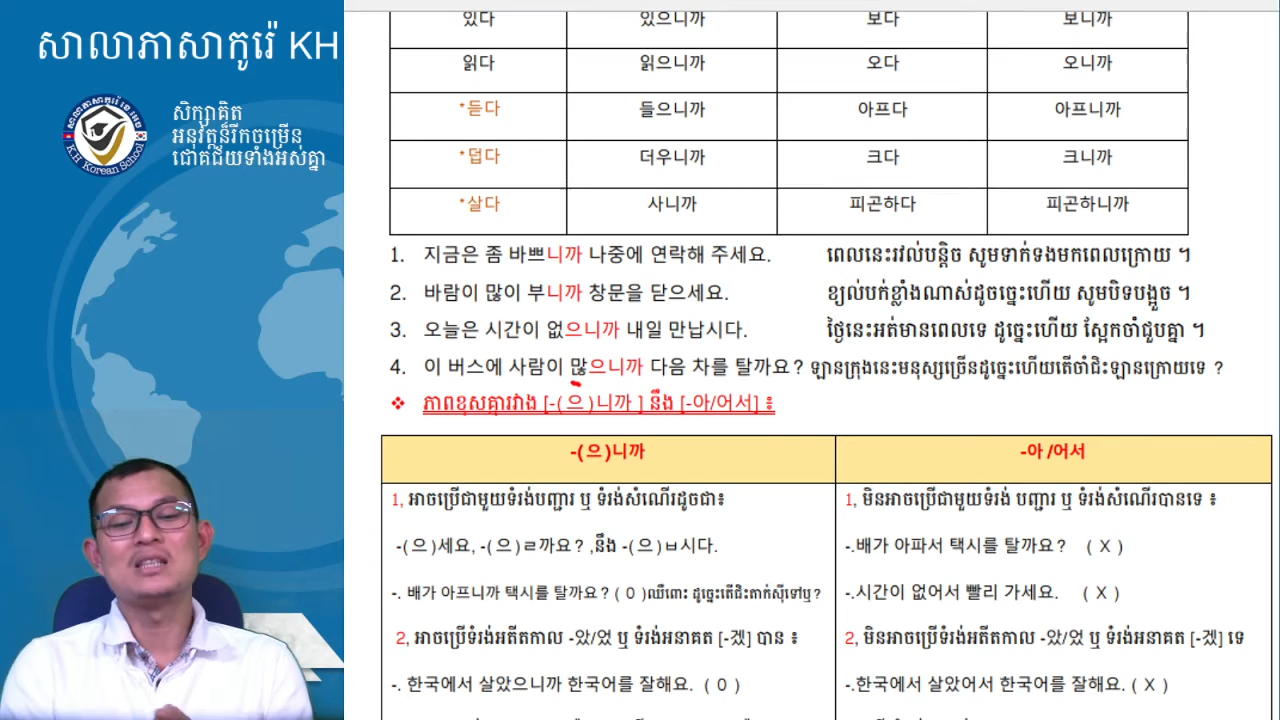 សាលាភាសាកូរ៉េ KH
សាលាភាសាកូរ៉េ ខេ អេច
K.H Korean School
សិក្សាគិត
អនុវត្តន៏រីកចម្រើន
ជោគជ័យទាំងអស់គ្នា
있다 있으니까 보다 보니까
읽다 읽으니까 오다 오니까
*듣다 들으니까 아프다 아프니까
*덥다 더우니까 크다 크니까
*살다 사니까 피곤하다 피곤하니까
1. 지금은 좀 바쁘니까 나중에 연락해 주세요. ពេលនេះរវល់បន្តិច សូមទាក់ទងមកពេលក្រោយ ។
2. 바람이 많이 부니까 창문을 닫으세요. ខ្យល់បក់ខ្លាំងណាស់ដូច្នេះហើយ សូមបិទបង្អួច ។
3. 오늘은 시간이 없으니까 내일 만납시다. ថ្ងៃនេះអត់មានពេលទេ ដូច្នេះហើយ ស្អែកចាំជួបគ្នា ។
4. 이 버스에 사람이 많으니까 다음 차를 탈까요? ឡានក្រុងនេះមនុស្សច្រើនដូច្នេះហើយតើចាំជិះឡានក្រោយទេ ?
❖ ភាពខុសគ្នារវាង [-(으)니까 ] នឹង [-아/어서] ៖
-(으)니까
-아/어서
1, អាចប្រើជាមួយទំរង់បញ្ជារ ឬ ទំរង់សំណើរដូចជា៖
-(으)세요, -(으)ㄹ까요? ,នឹង -(으)ㅂ시다.
-. 배가 아프니까 택시를 탈까요? ( O )ឈឺពោះ ដូច្នេះតើជិះតាក់ស៊ីទៅឬ?
2, អាចប្រើទំរង់អតីតកាល -았/었 ឬ ទំរង់អនាគត [-겠] បាន ៖
-. 한국에서 살았으니까 한국어를 잘해요. ( O )
1, មិនអាចប្រើជាមួយទំរង់ បញ្ជារ ឬ ទំរង់សំណើរបានទេ ៖
-.배가 아파서 택시를 탈까요? ( X )
-.시간이 없어서 빨리 가세요. ( X )
2, មិនអាចប្រើទំរង់អតីតកាល -았/었 ឬ ទំរង់អនាគត [-겠] ទេ
-.한국에서 살았어서 한국어를 잘해요. ( X )